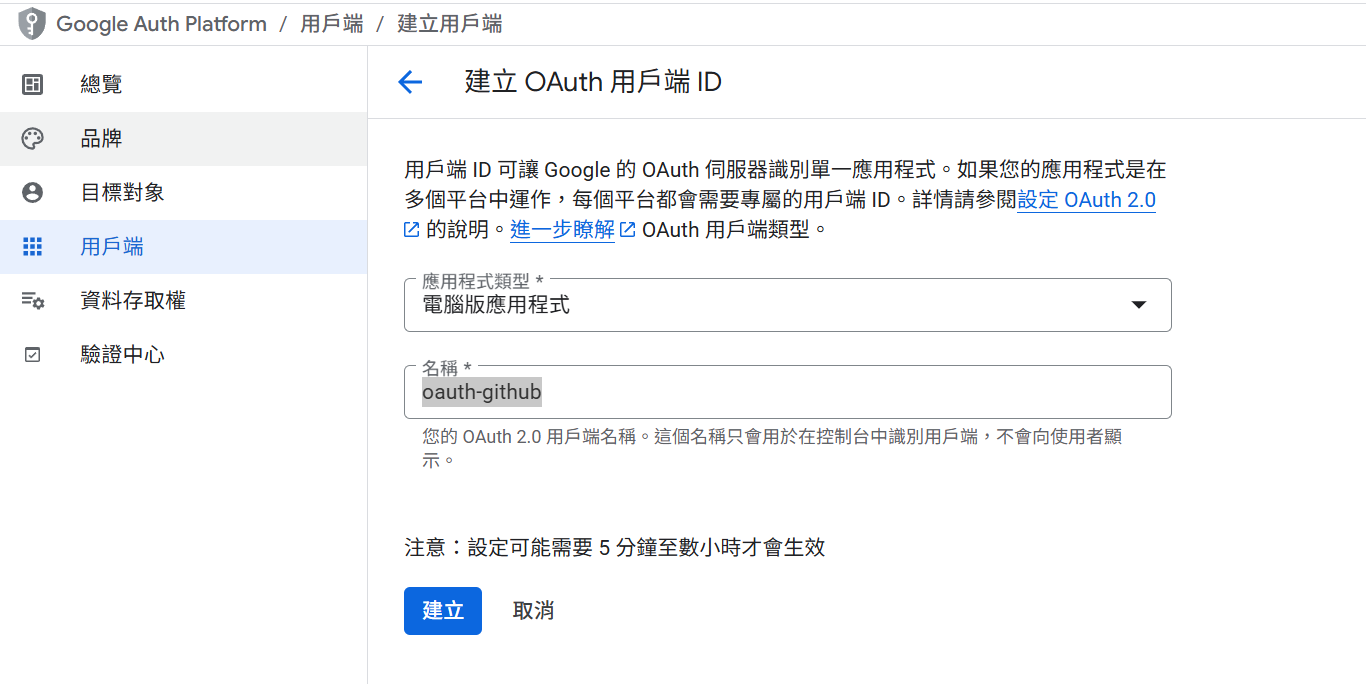 Google Auth Platform / 用戶端 / 建立用戶端
總覽
品牌
目標對象
用戶端
資料存取權
驗證中心
建立 OAuth 用戶端 ID
用戶端 ID 可讓 Google 的 OAuth 伺服器識別單一應用程式。如果您的應用程式是在
多個平台中運作，每個平台都會需要專屬的用戶端 ID。詳情請參閱設定 OAuth 2.0
的說明。進一步瞭解 OAuth 用戶端類型。
應用程式類型 *
電腦版應用程式
名稱 *
oauth-github
您的 OAuth 2.0 用戶端名稱。這個名稱只會用於在控制台中識別用戶端，不會向使用者顯
示。
注意：設定可能需要 5 分鐘至數小時才會生效
建立 取消